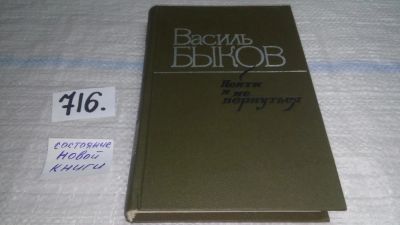 Василь
БЫКОВ
Пойти
и не
вернуться
716.
состояние
новой
книги